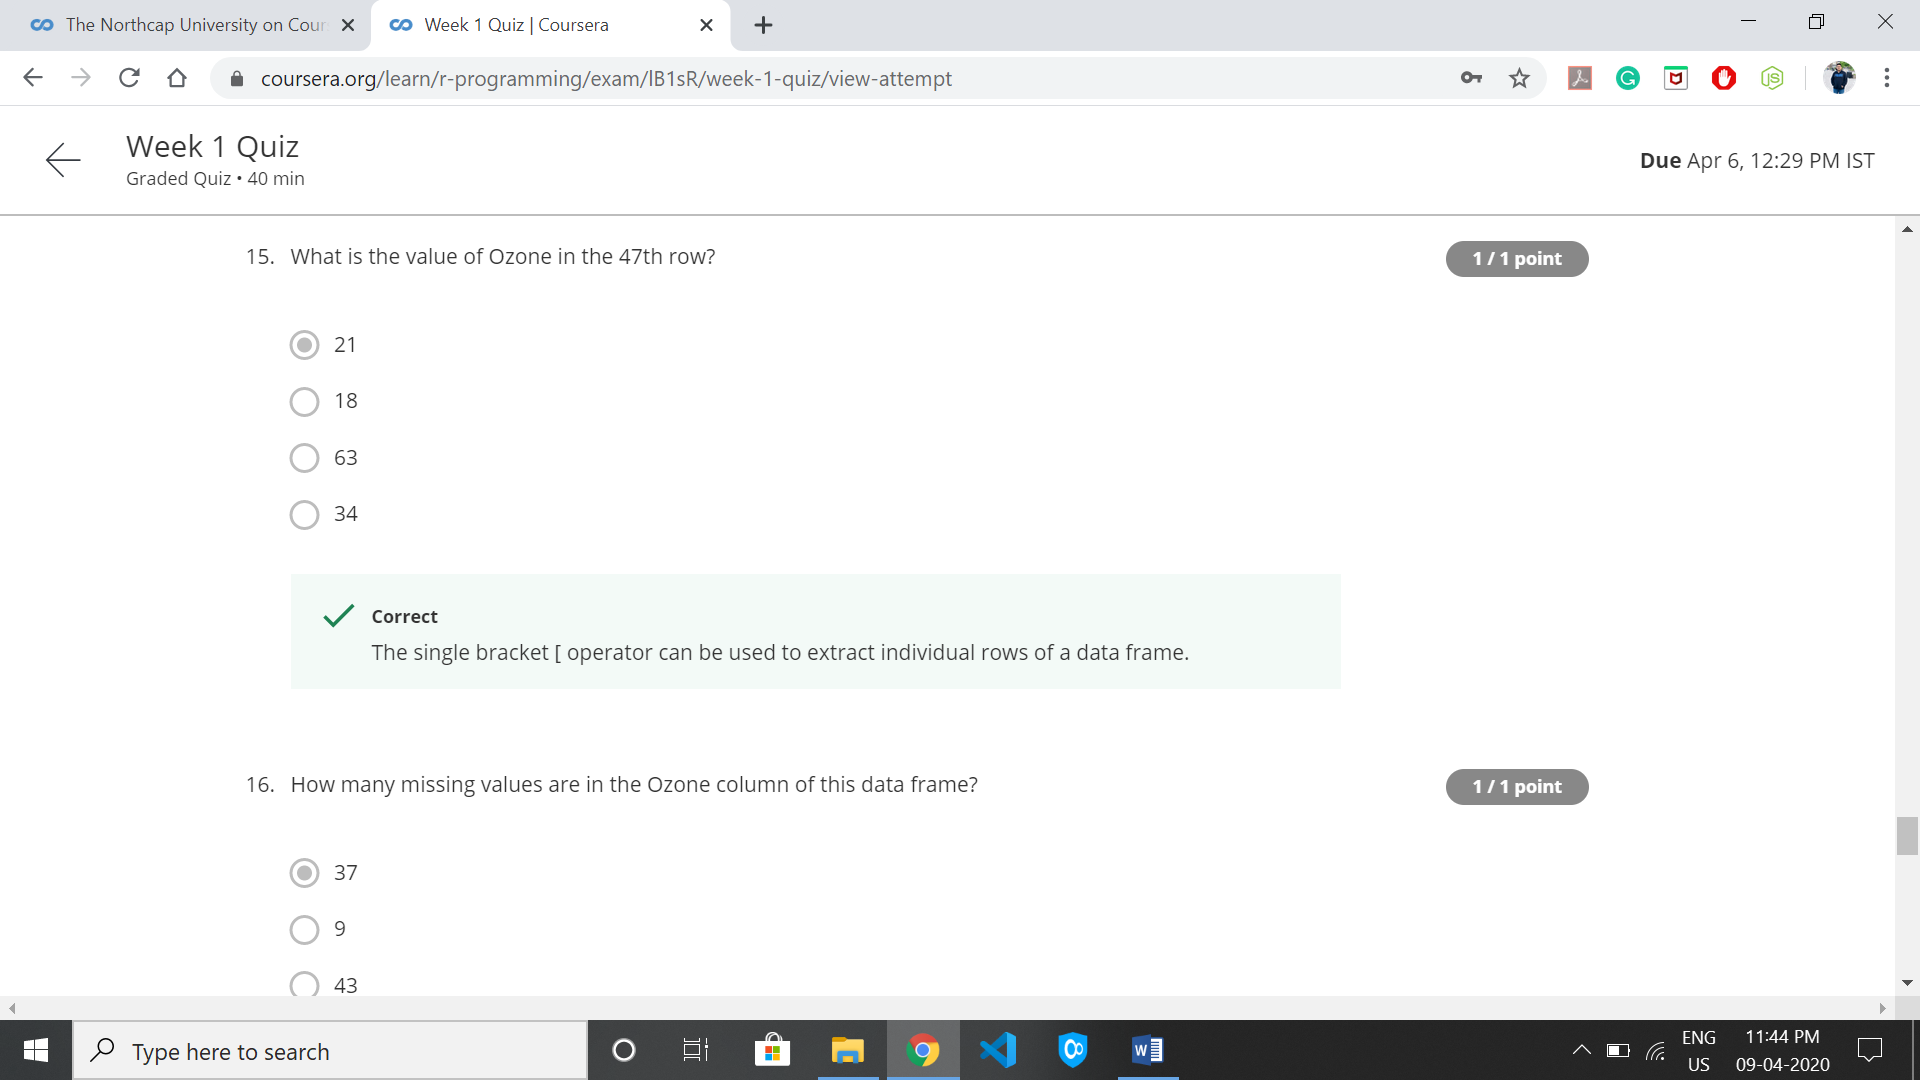 The Northcap University on Cour
Week 1 Quiz | Coursera
coursera.org/learn/r-programming/exam/lB1sR/week-1-quiz/view-attempt
Week 1 Quiz
Graded Quiz • 40 min
Due Apr 6, 12:29 PM IST
15. What is the value of Ozone in the 47th row?
1 / 1 point
21
18
63
34
Correct
The single bracket [ operator can be used to extract individual rows of a data frame.
16. How many missing values are in the Ozone column of this data frame?
1 / 1 point
37
9
43
Type here to search
ENG
US
11:44 PM
09-04-2020